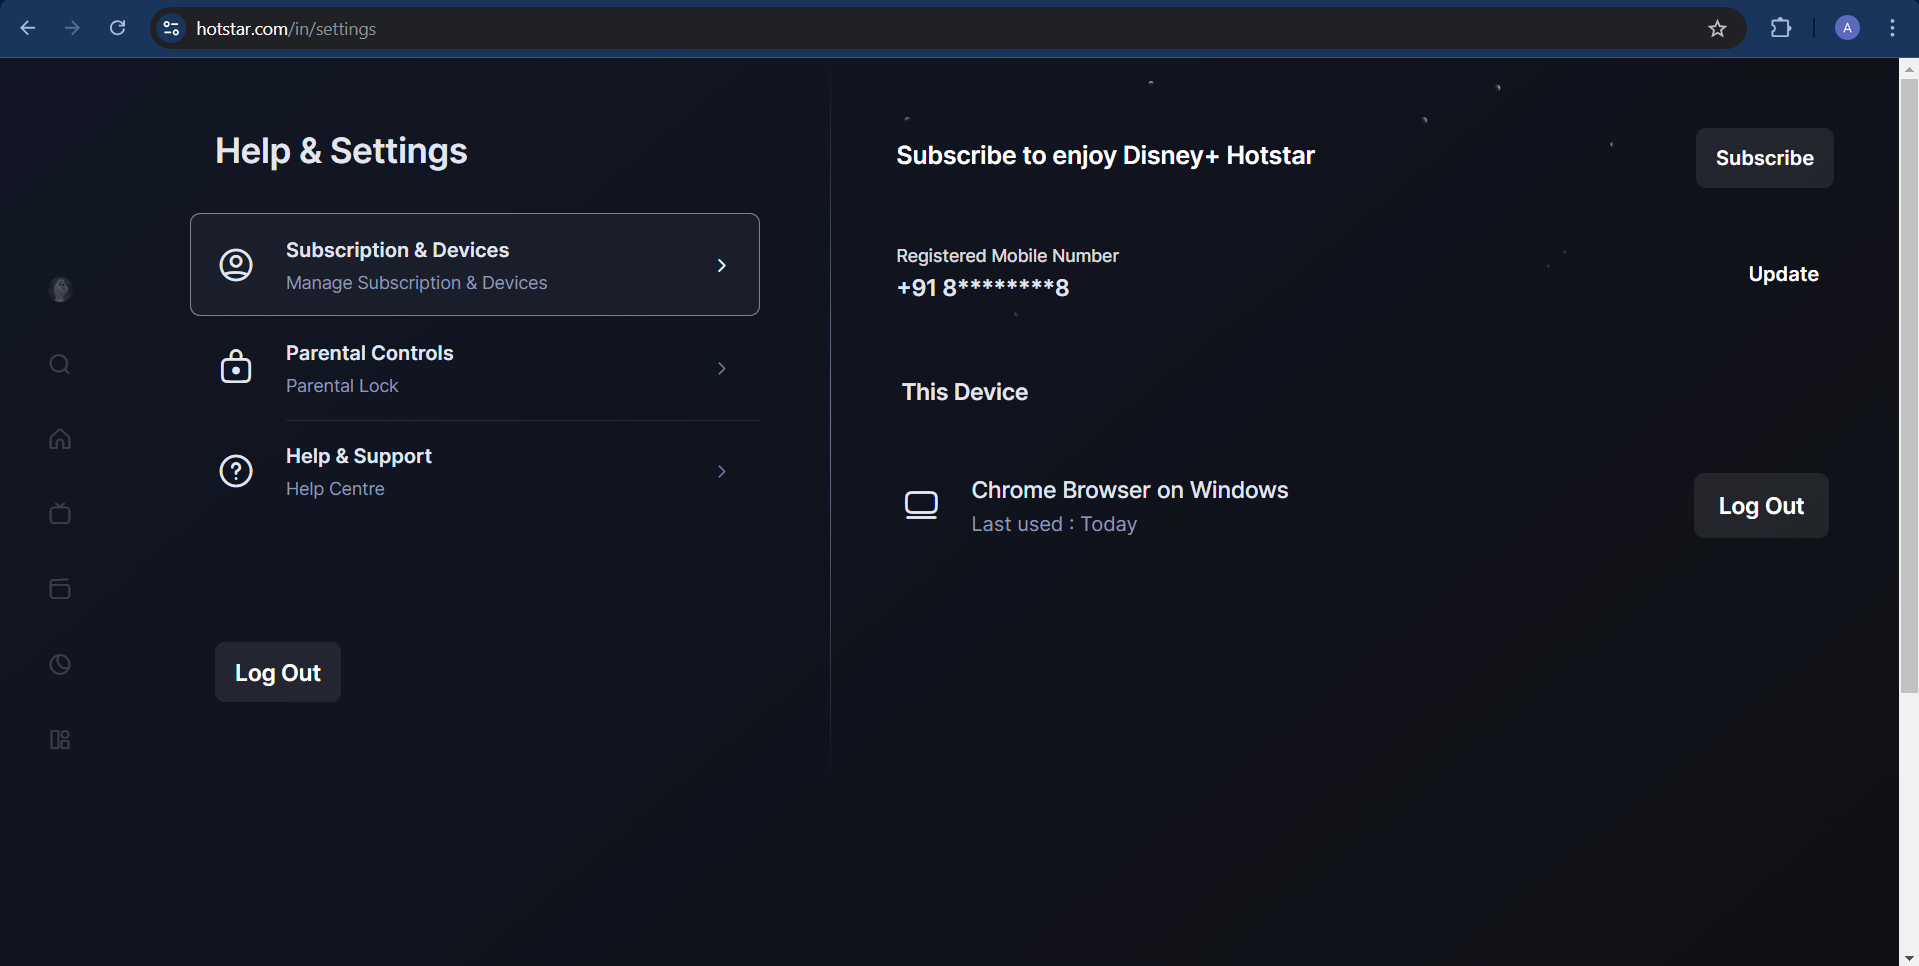 hotstar.com/in/settings
A
Help & Settings
Subscription & Devices
Manage Subscription & Devices
Parental Controls
Parental Lock
Help & Support
Help Centre
Log Out
Subscribe to enjoy Disney+ Hotstar
Subscribe
Registered Mobile Number
+91 8********8
Update
This Device
Chrome Browser on Windows
Last used : Today
Log Out